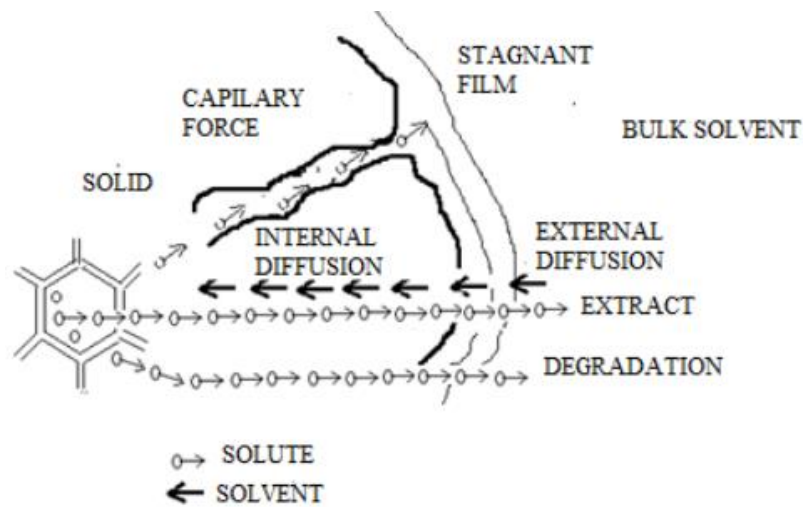 STAGNANT
FILM
CAPILARY
FORCE
BULK SOLVENT
SOLID
INTERNAL
DIFFUSION
EXTERNAL
DIFFUSION
EXTRACT
DEGRADATION
SOLUTE
SOLVENT